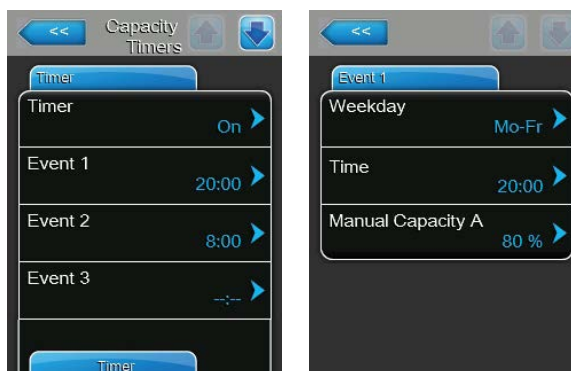 <<
Capacity
Timers
Timer
Timer
On
Event 1
20:00
Event 2
8:00
Event 3
--:--
Timer
<<
Event 1
Weekday
Mo-Fr
Time
20:00
Manual Capacity A
80 %